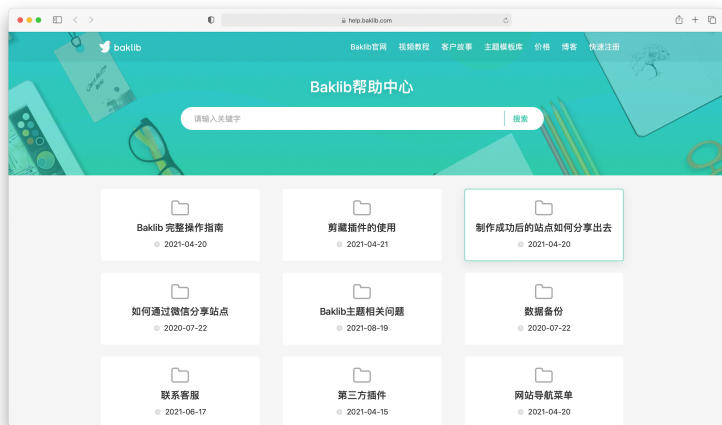 help.baklib.com
baklib
Baklib官网 视频教程 客户故事 主题模板库 价格 博客 快速注册
Baklib帮助中心
请输入关键字 搜索
Baklib 完整操作指南 剪藏插件的使用 制作成功后的站点如何分享出去
2021-04-20 2021-04-21 2021-04-20
如何通过微信分享站点 Baklib主题相关问题 数据备份
2020-07-22 2021-08-19 2020-07-22
联系客服 第三方插件 网站导航菜单
2021-06-17 2021-04-15 2021-04-20